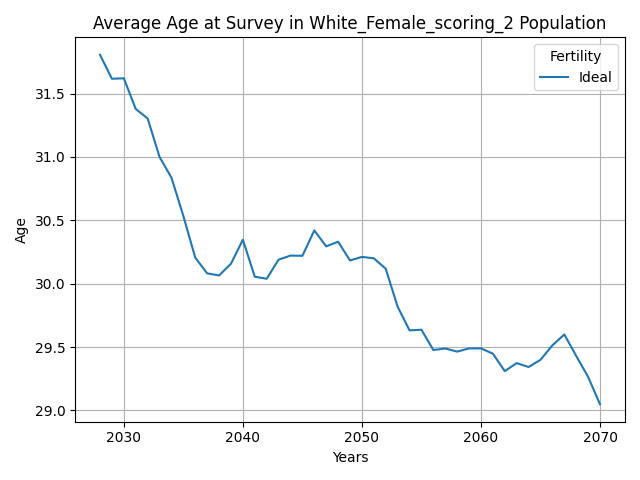 Average Age at Survey in White_Female_scoring_2 Population
Fertility
Ideal
31.5
31.0
30.5
30.0
29.5
29.0
Age
2030 2040 2050 2060 2070
Years